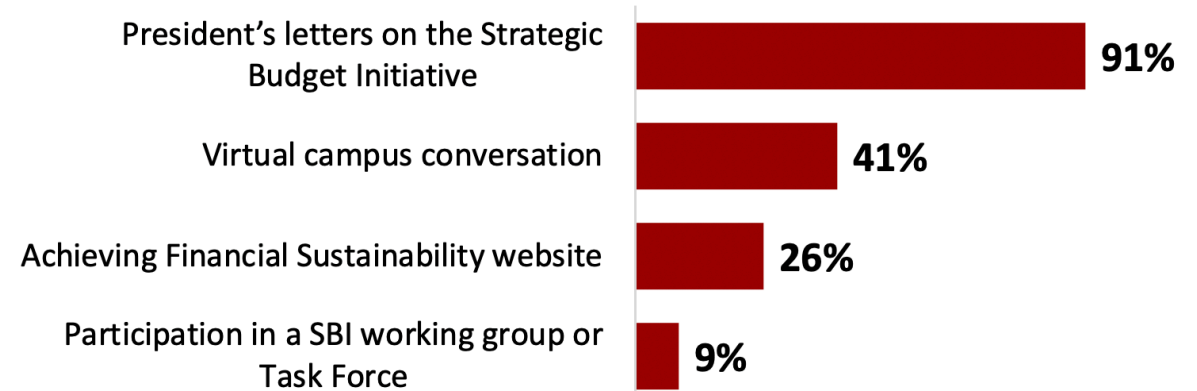 President’s letters on the Strategic
Budget Initiative
91%
Virtual campus conversation
41%
Achieving Financial Sustainability website
26%
Participation in a SBI working group or
Task Force
9%